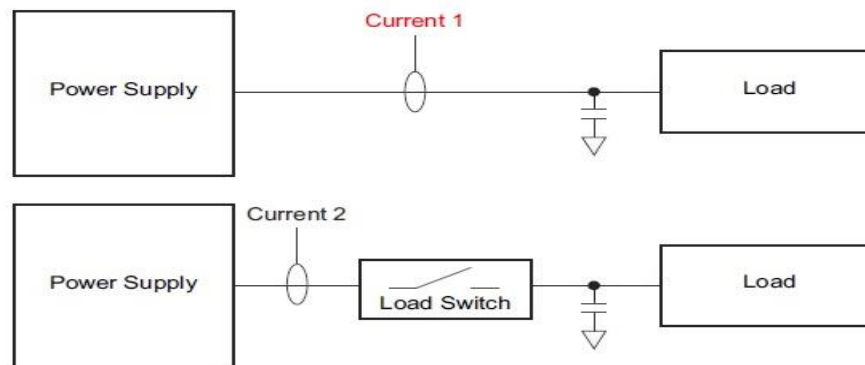 Current 1
Power Supply
Load
Current 2
Power Supply
Load Switch
Load